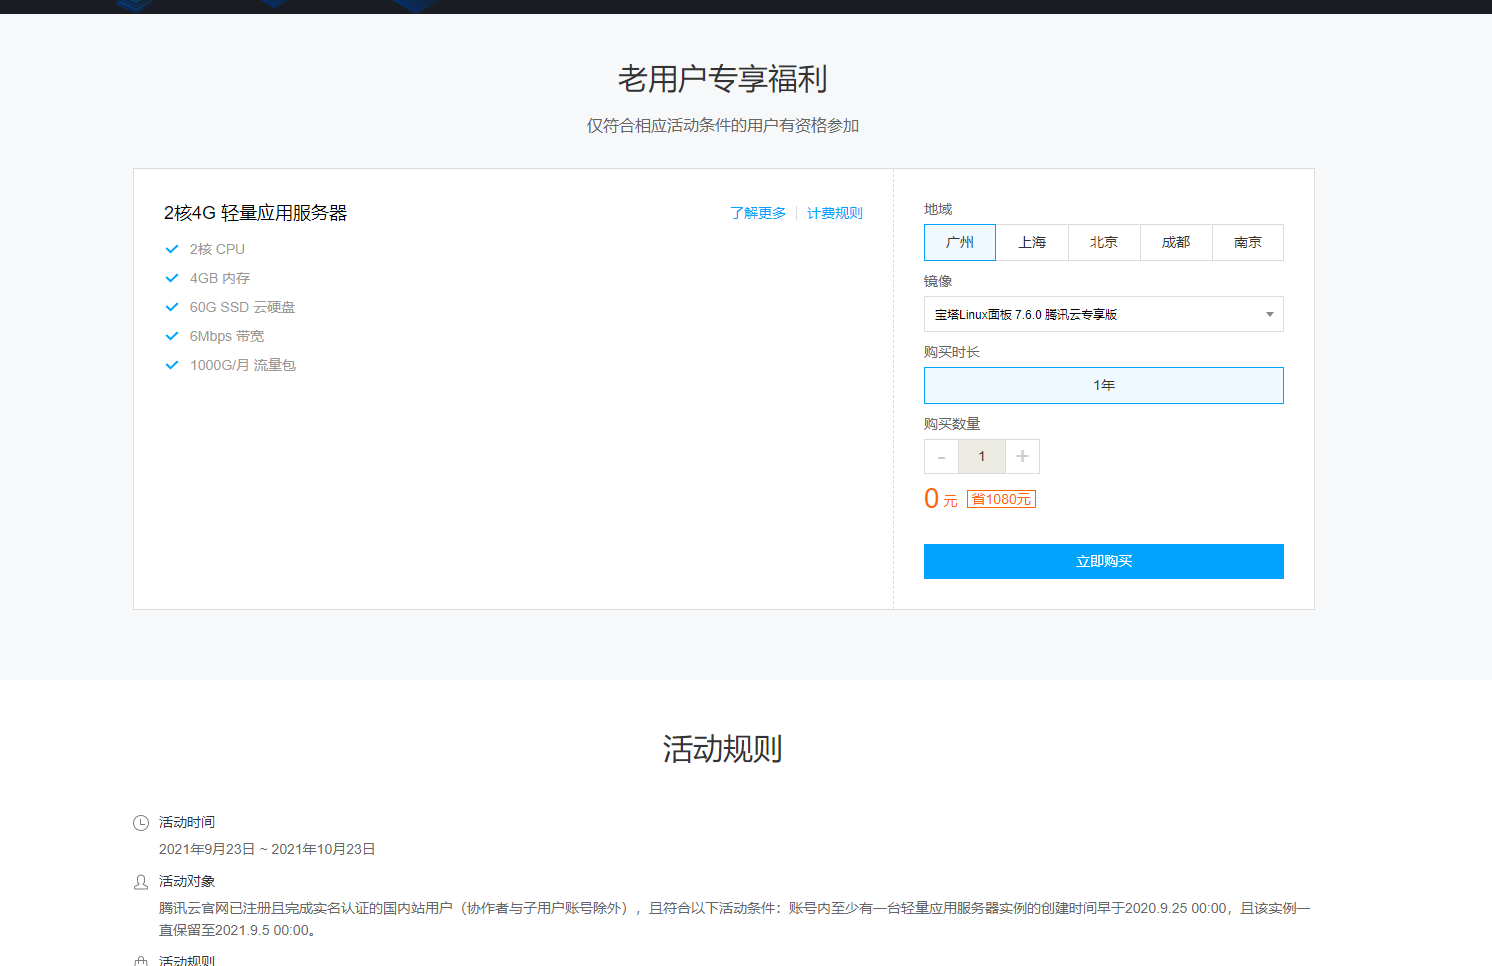 老用户专享福利
仅符合相应活动条件的用户有资格参加
2核4G 轻量应用服务器
了解更多 计费规则
2核 CPU
4GB 内存
60G SSD 云硬盘
6Mbps 带宽
1000G/月 流量包
地域
广州 上海 北京 成都 南京
镜像
宝塔Linux面板 7.6.0 腾讯云专享版
购买时长
1年
购买数量
- 1 +
0 元 省1080元
立即购买
活动规则
活动时间
2021年9月23日 ~ 2021年10月23日
活动对象
腾讯云官网已注册且完成实名认证的国内站用户（协作者与子用户账号除外），且符合以下活动条件：账号内至少有一台轻量应用服务器实例的创建时间早于2020.9.25 00:00，且该实例一
直保留至2021.9.5 00:00。
活动规则